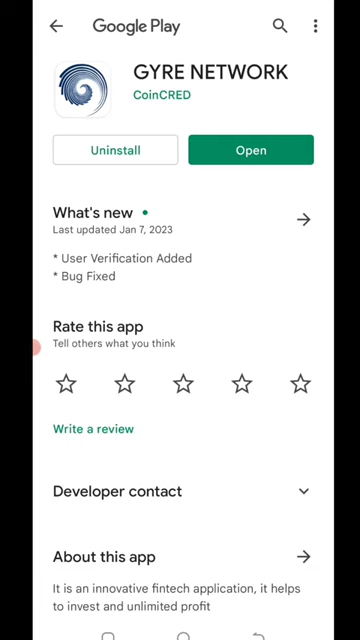 Google Play
GYRE NETWORK
CoinCRED
Uninstall
Open
What's new
Last updated Jan 7, 2023
* User Verification Added
* Bug Fixed
Rate this app
Tell others what you think
Write a review
Developer contact
About this app
It is an innovative fintech application, it helps
to invest and unlimited profit